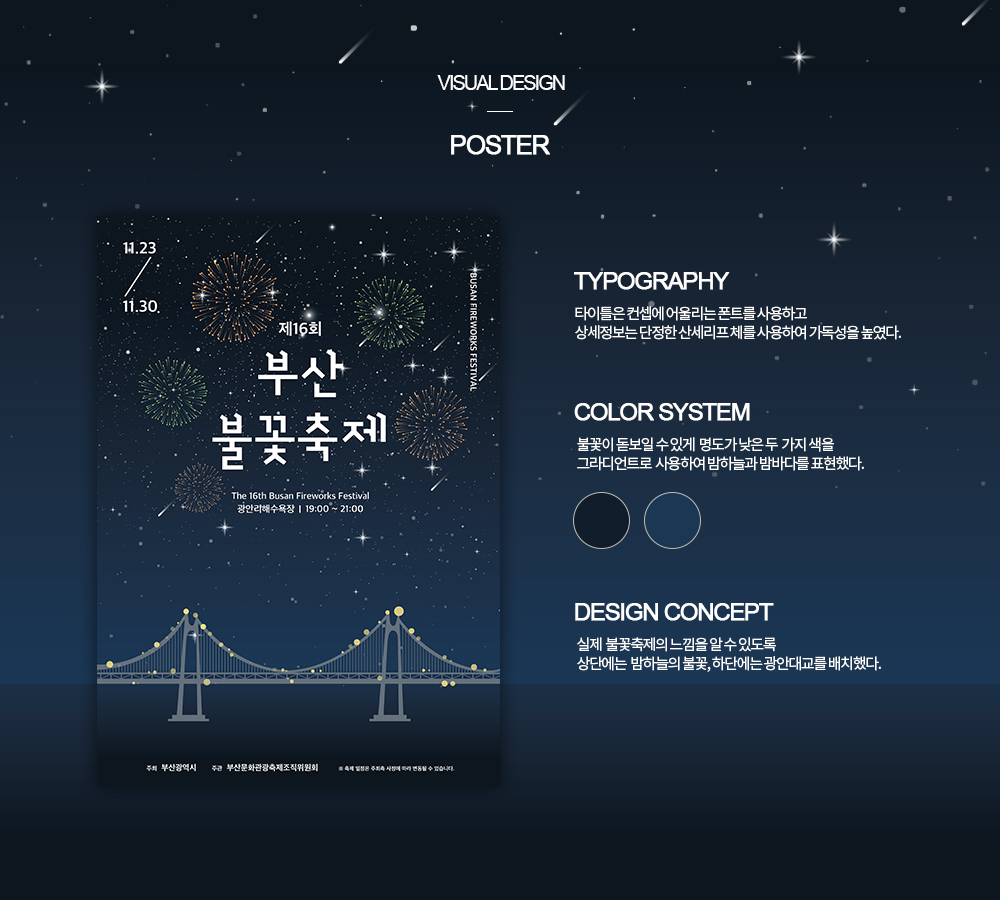 VISUAL DESIGN
POSTER
11.23
11.30
BUSAN FIREWORKS FESTIVAL
제16회
부산
불꽃축제
The 16th Busan Fireworks Festival
광안리해수욕장 | 19:00 ~ 21:00
주최 부산광역시 주관 부산문화관광축제조직위원회 ※ 축제 일정은 주최측 사정에 따라 변동될 수 있습니다.
TYPOGRAPHY
타이틀은 컨셉에 어울리는 폰트를 사용하고
상세정보는 단정한 산세리프 체를 사용하여 가독성을 높였다.
COLOR SYSTEM
불꽃이 돋보일 수 있게 명도가 낮은 두 가지 색을
그라디언트로 사용하여 밤하늘과 밤바다를 표현했다.
DESIGN CONCEPT
실제 불꽃축제의 느낌을 알 수 있도록
상단에는 밤하늘의 불꽃, 하단에는 광안대교를 배치했다.